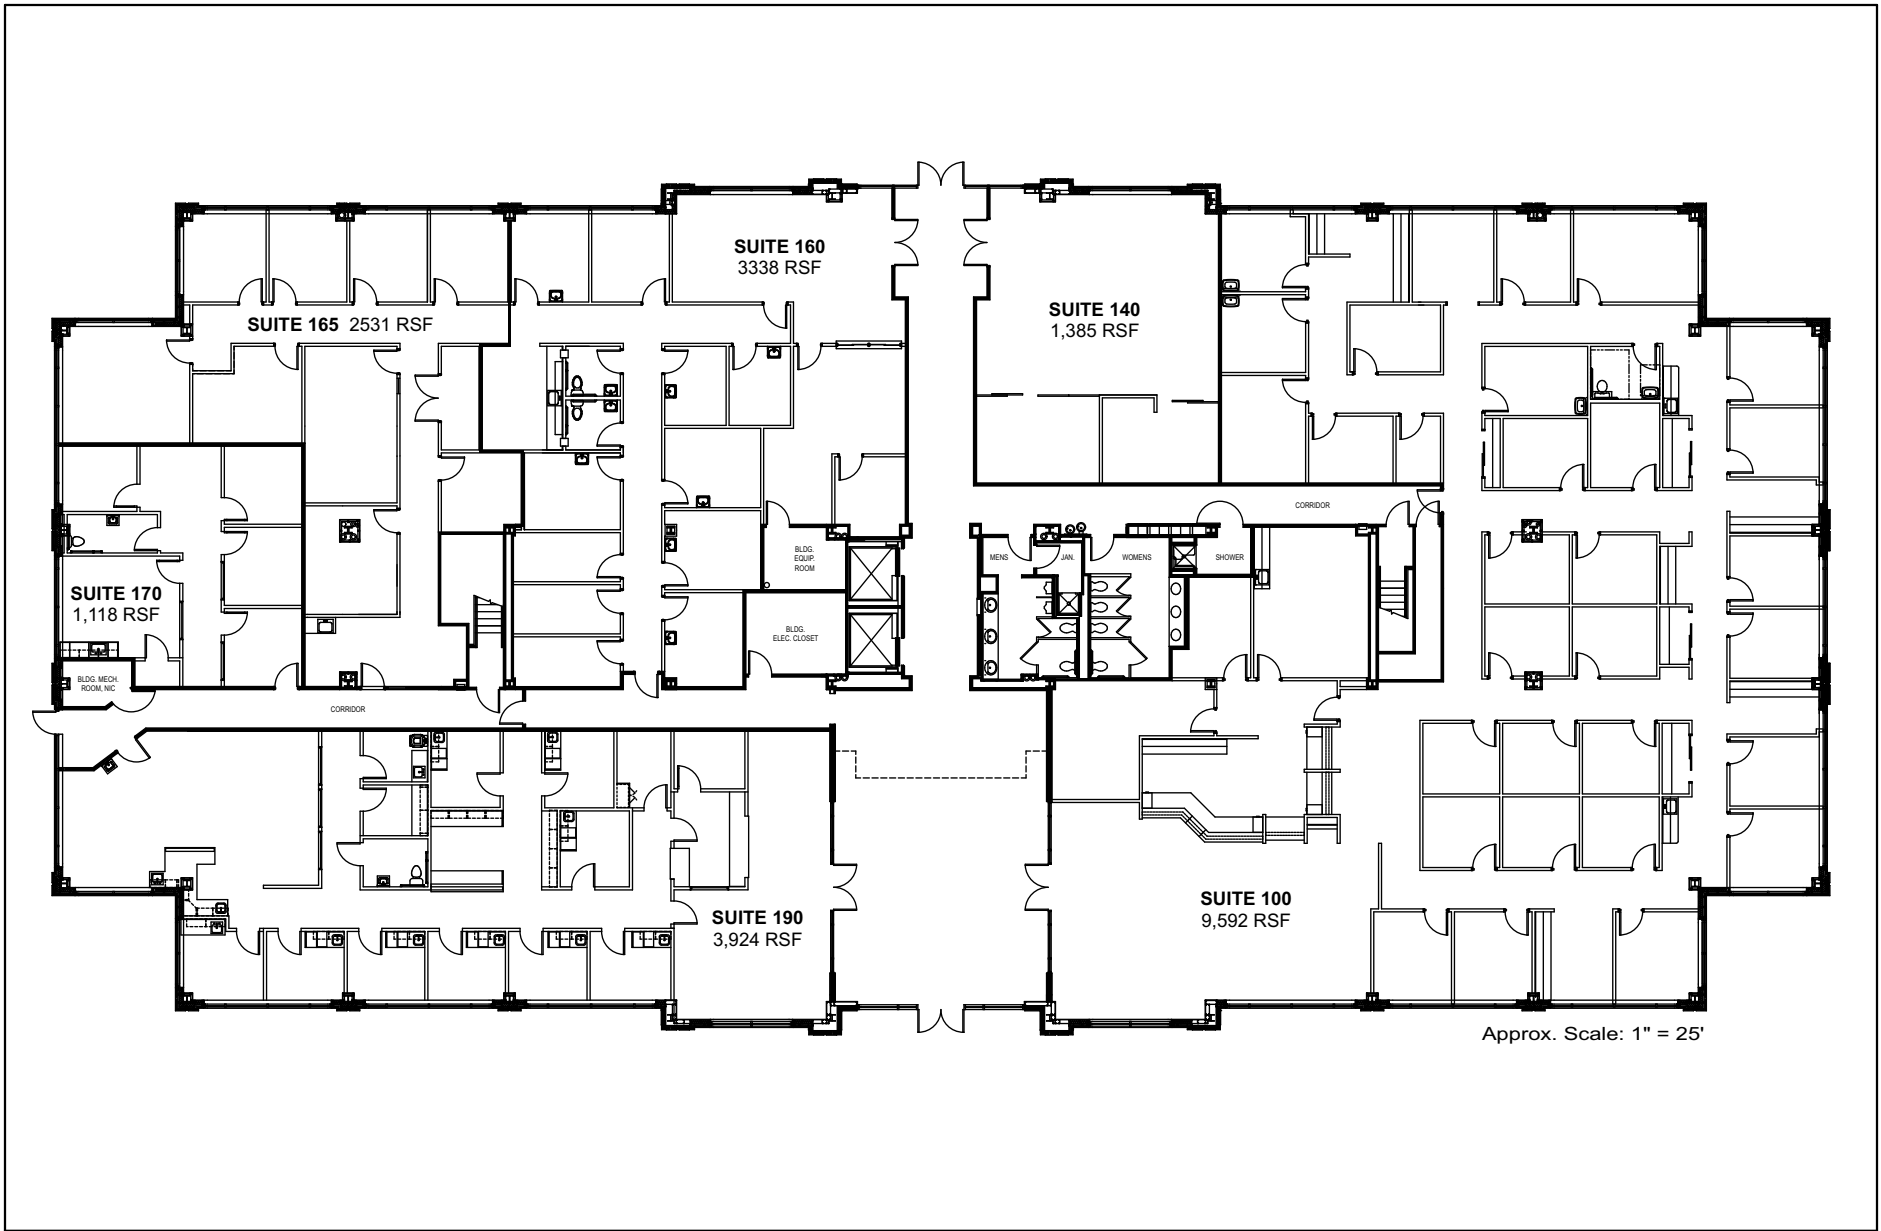 SUITE 160
3338 RSF
SUITE 140
1,385 RSF
SUITE 165 2531 RSF
CORRIDOR
BLDG.
EQUIP.
ROOM
MENS
JAN.
WOMENS
SHOWER
SUITE 170
1,118 RSF
BLDG.
ELEC. CLOSET
BLDG. MECH.
ROOM, NIC
CORRIDOR
SUITE 190
3,924 RSF
SUITE 100
9,592 RSF
Approx. Scale: 1" = 25'